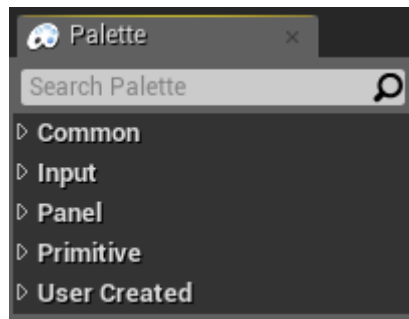 Palette
Search Palette
Common
Input
Panel
Primitive
User Created